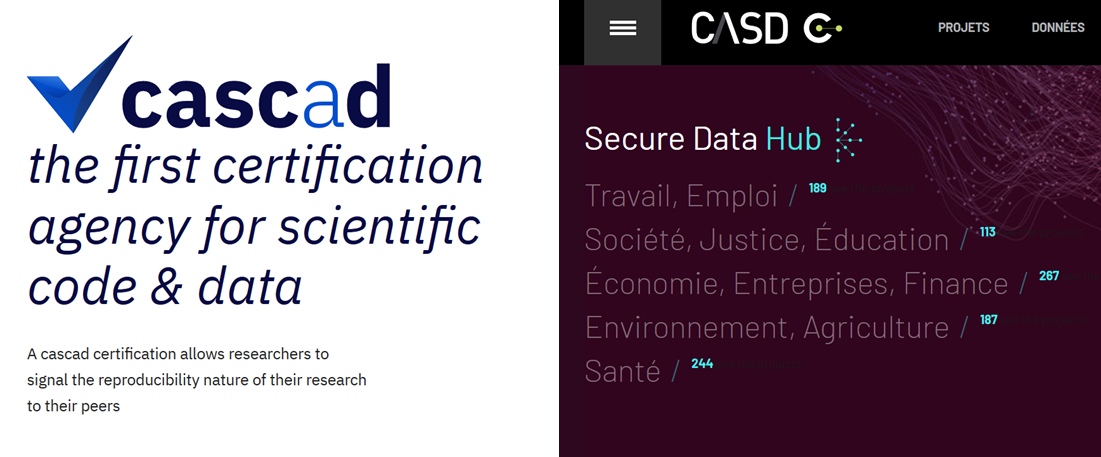 cascad
the first certification
agency for scientific
code & data
A cascad certification allows researchers to
signal the reproducibility nature of their research
to their peers
CASD
PROJETS DONNÉES
Secure Data Hub
Travail, Emploi / 189
Société, Justice, Éducation / 113
Économie, Entreprises, Finance / 267
Environnement, Agriculture / 187
Santé / 244